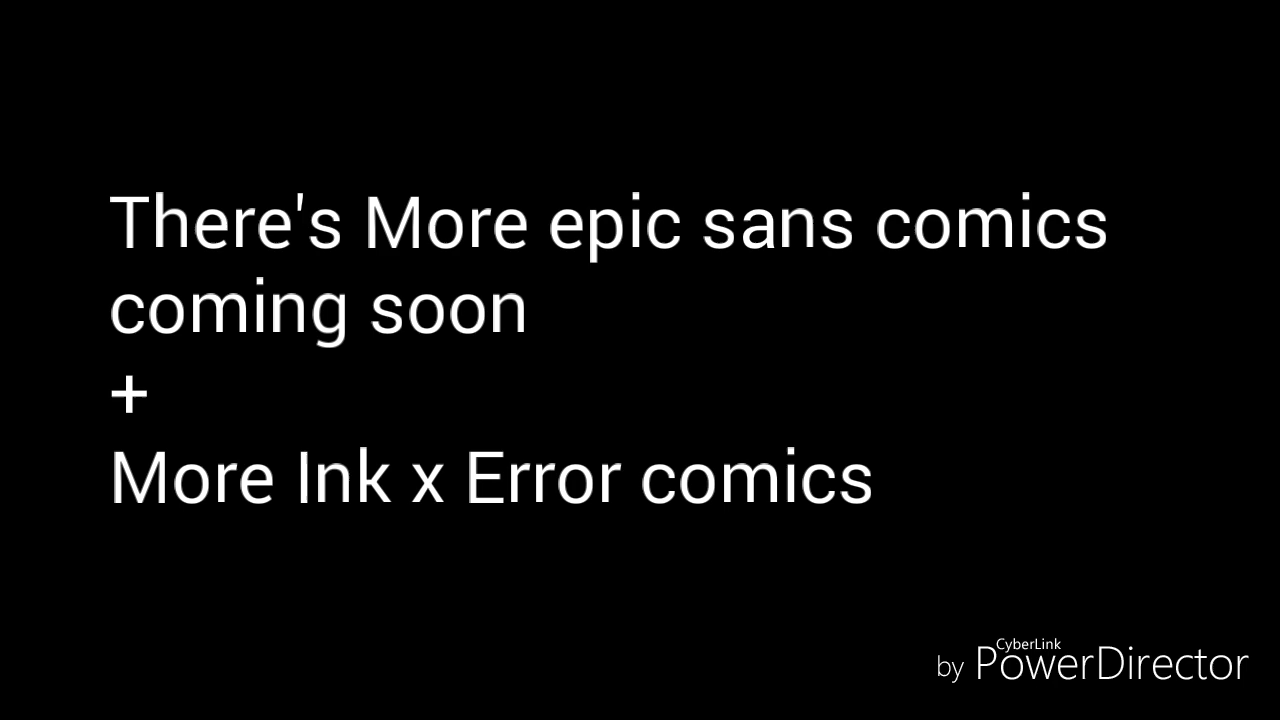 There's More epic sans comics
coming soon
+
More Ink x Error comics
CyberLink
by PowerDirector